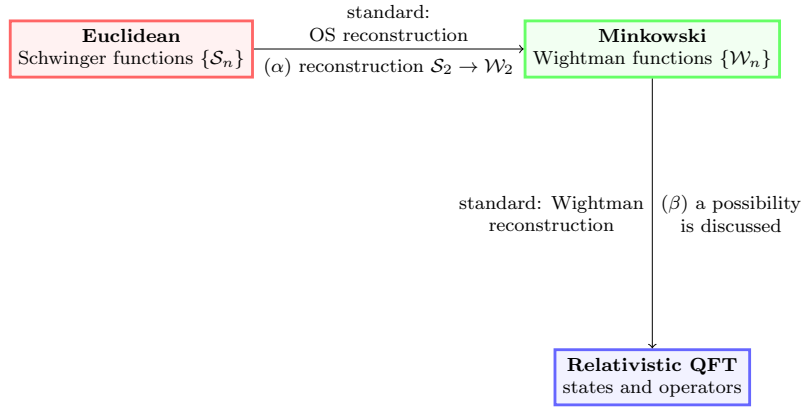 standard:
OS reconstruction
Euclidean
Schwinger functions {𝒮ₙ}
(α) reconstruction 𝒮₂ → 𝒲₂
Minkowski
Wightman functions {𝒲ₙ}
standard: Wightman
reconstruction
(β) a possibility
is discussed
Relativistic QFT
states and operators